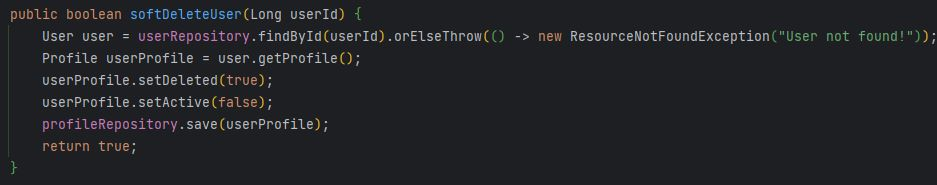 public boolean softDeleteUser(Long userId) {
    User user = userRepository.findById(userId).orElseThrow(() -> new ResourceNotFoundException("User not found!"));
    Profile userProfile = user.getProfile();
    userProfile.setDeleted(true);
    userProfile.setActive(false);
    profileRepository.save(userProfile);
    return true;
}